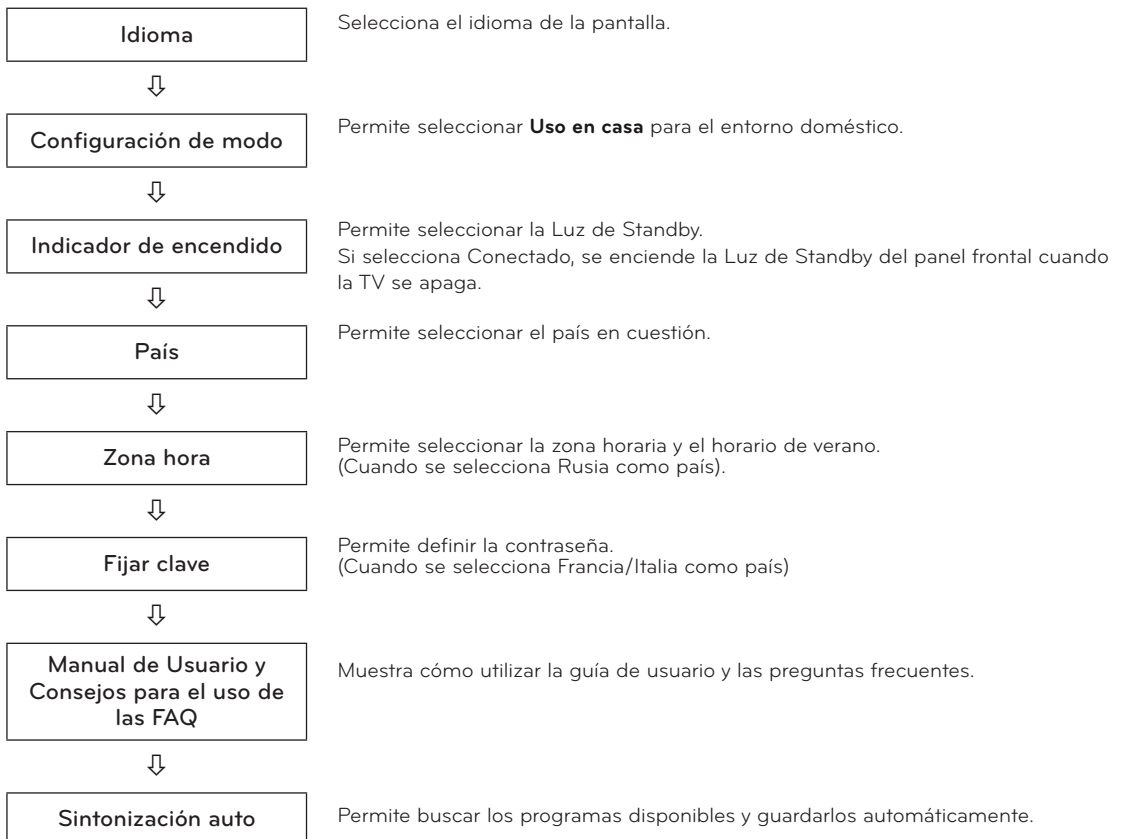 Idioma
Selecciona el idioma de la pantalla.
Configuración de modo
Permite seleccionar Uso en casa para el entorno doméstico.
Indicador de encendido
Permite seleccionar la Luz de Standby.
Si selecciona Conectado, se enciende la Luz de Standby del panel frontal cuando
la TV se apaga.
País
Permite seleccionar el país en cuestión.
Zona hora
Permite seleccionar la zona horaria y el horario de verano.
(Cuando se selecciona Rusia como país).
Fijar clave
Permite definir la contraseña.
(Cuando se selecciona Francia/Italia como país)
Manual de Usuario y
Consejos para el uso de
las FAQ
Muestra cómo utilizar la guía de usuario y las preguntas frecuentes.
Sintonización auto
Permite buscar los programas disponibles y guardarlos automáticamente.